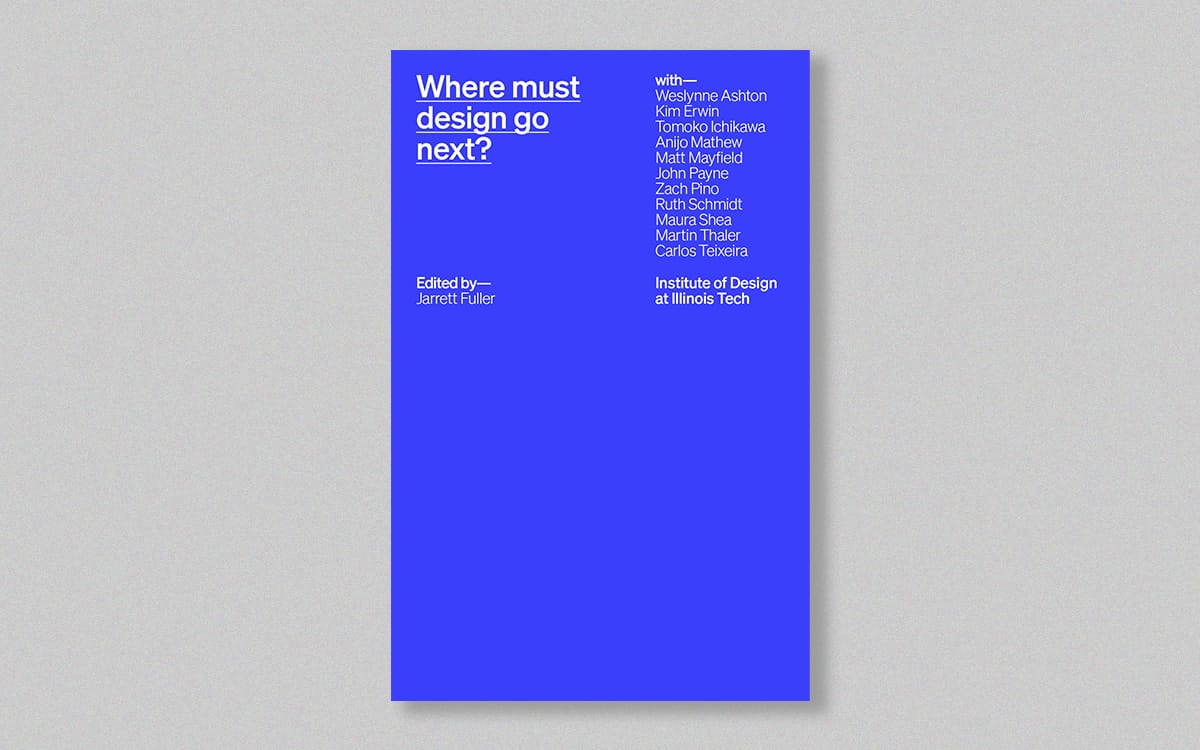 Where must
design go
next?
with—
Weslynne Ashton
Kim Erwin
Tomoko Ichikawa
Anijo Mathew
Matt Mayfield
John Payne
Zach Pino
Ruth Schmidt
Maura Shea
Martin Thaler
Carlos Teixeira
Edited by—
Jarrett Fuller
Institute of Design
at Illinois Tech